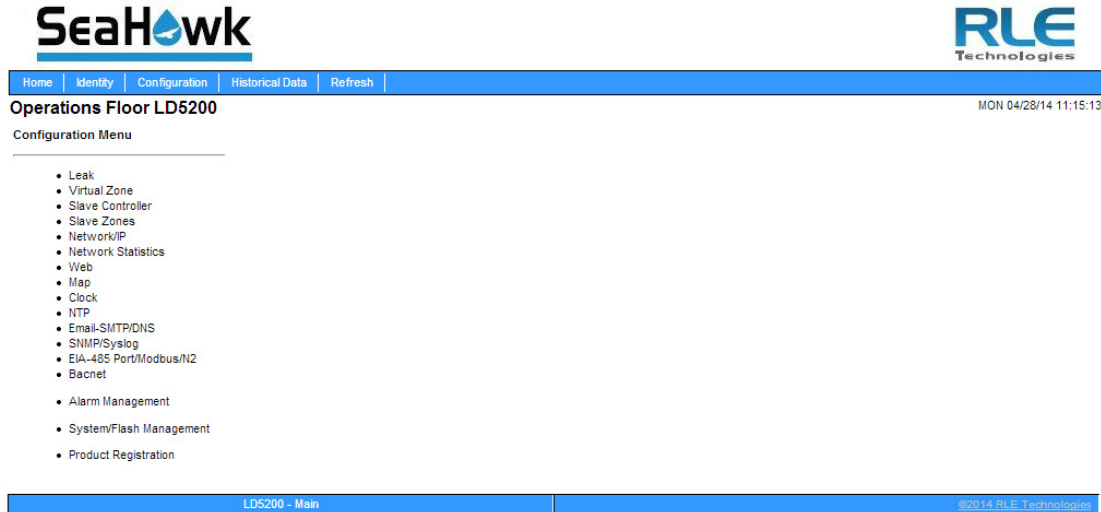 SeaHawk
RLE
Technologies
Home Identity Configuration Historical Data Refresh
Operations Floor LD5200
MON 04/28/14 11:15:13
Configuration Menu
• Leak
• Virtual Zone
• Slave Controller
• Slave Zones
• Network/IP
• Network Statistics
• Web
• Map
• Clock
• NTP
• Email-SMTP/DNS
• SNMP/Syslog
• EIA-485 Port/Modbus/N2
• Bacnet
• Alarm Management
• System/Flash Management
• Product Registration
LD5200 - Main
©2014 RLE Technologies